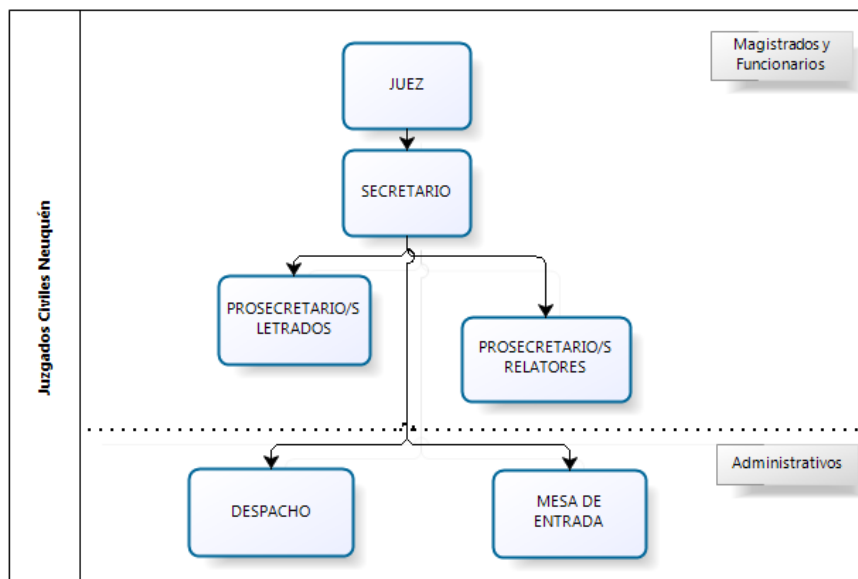 Juzgados Civiles Neuquén
Magistrados y
Funcionarios
JUEZ
SECRETARIO
PROSECRETARIO/S
LETRADOS
PROSECRETARIO/S
RELATORES
Administrativos
DESPACHO
MESA DE
ENTRADA